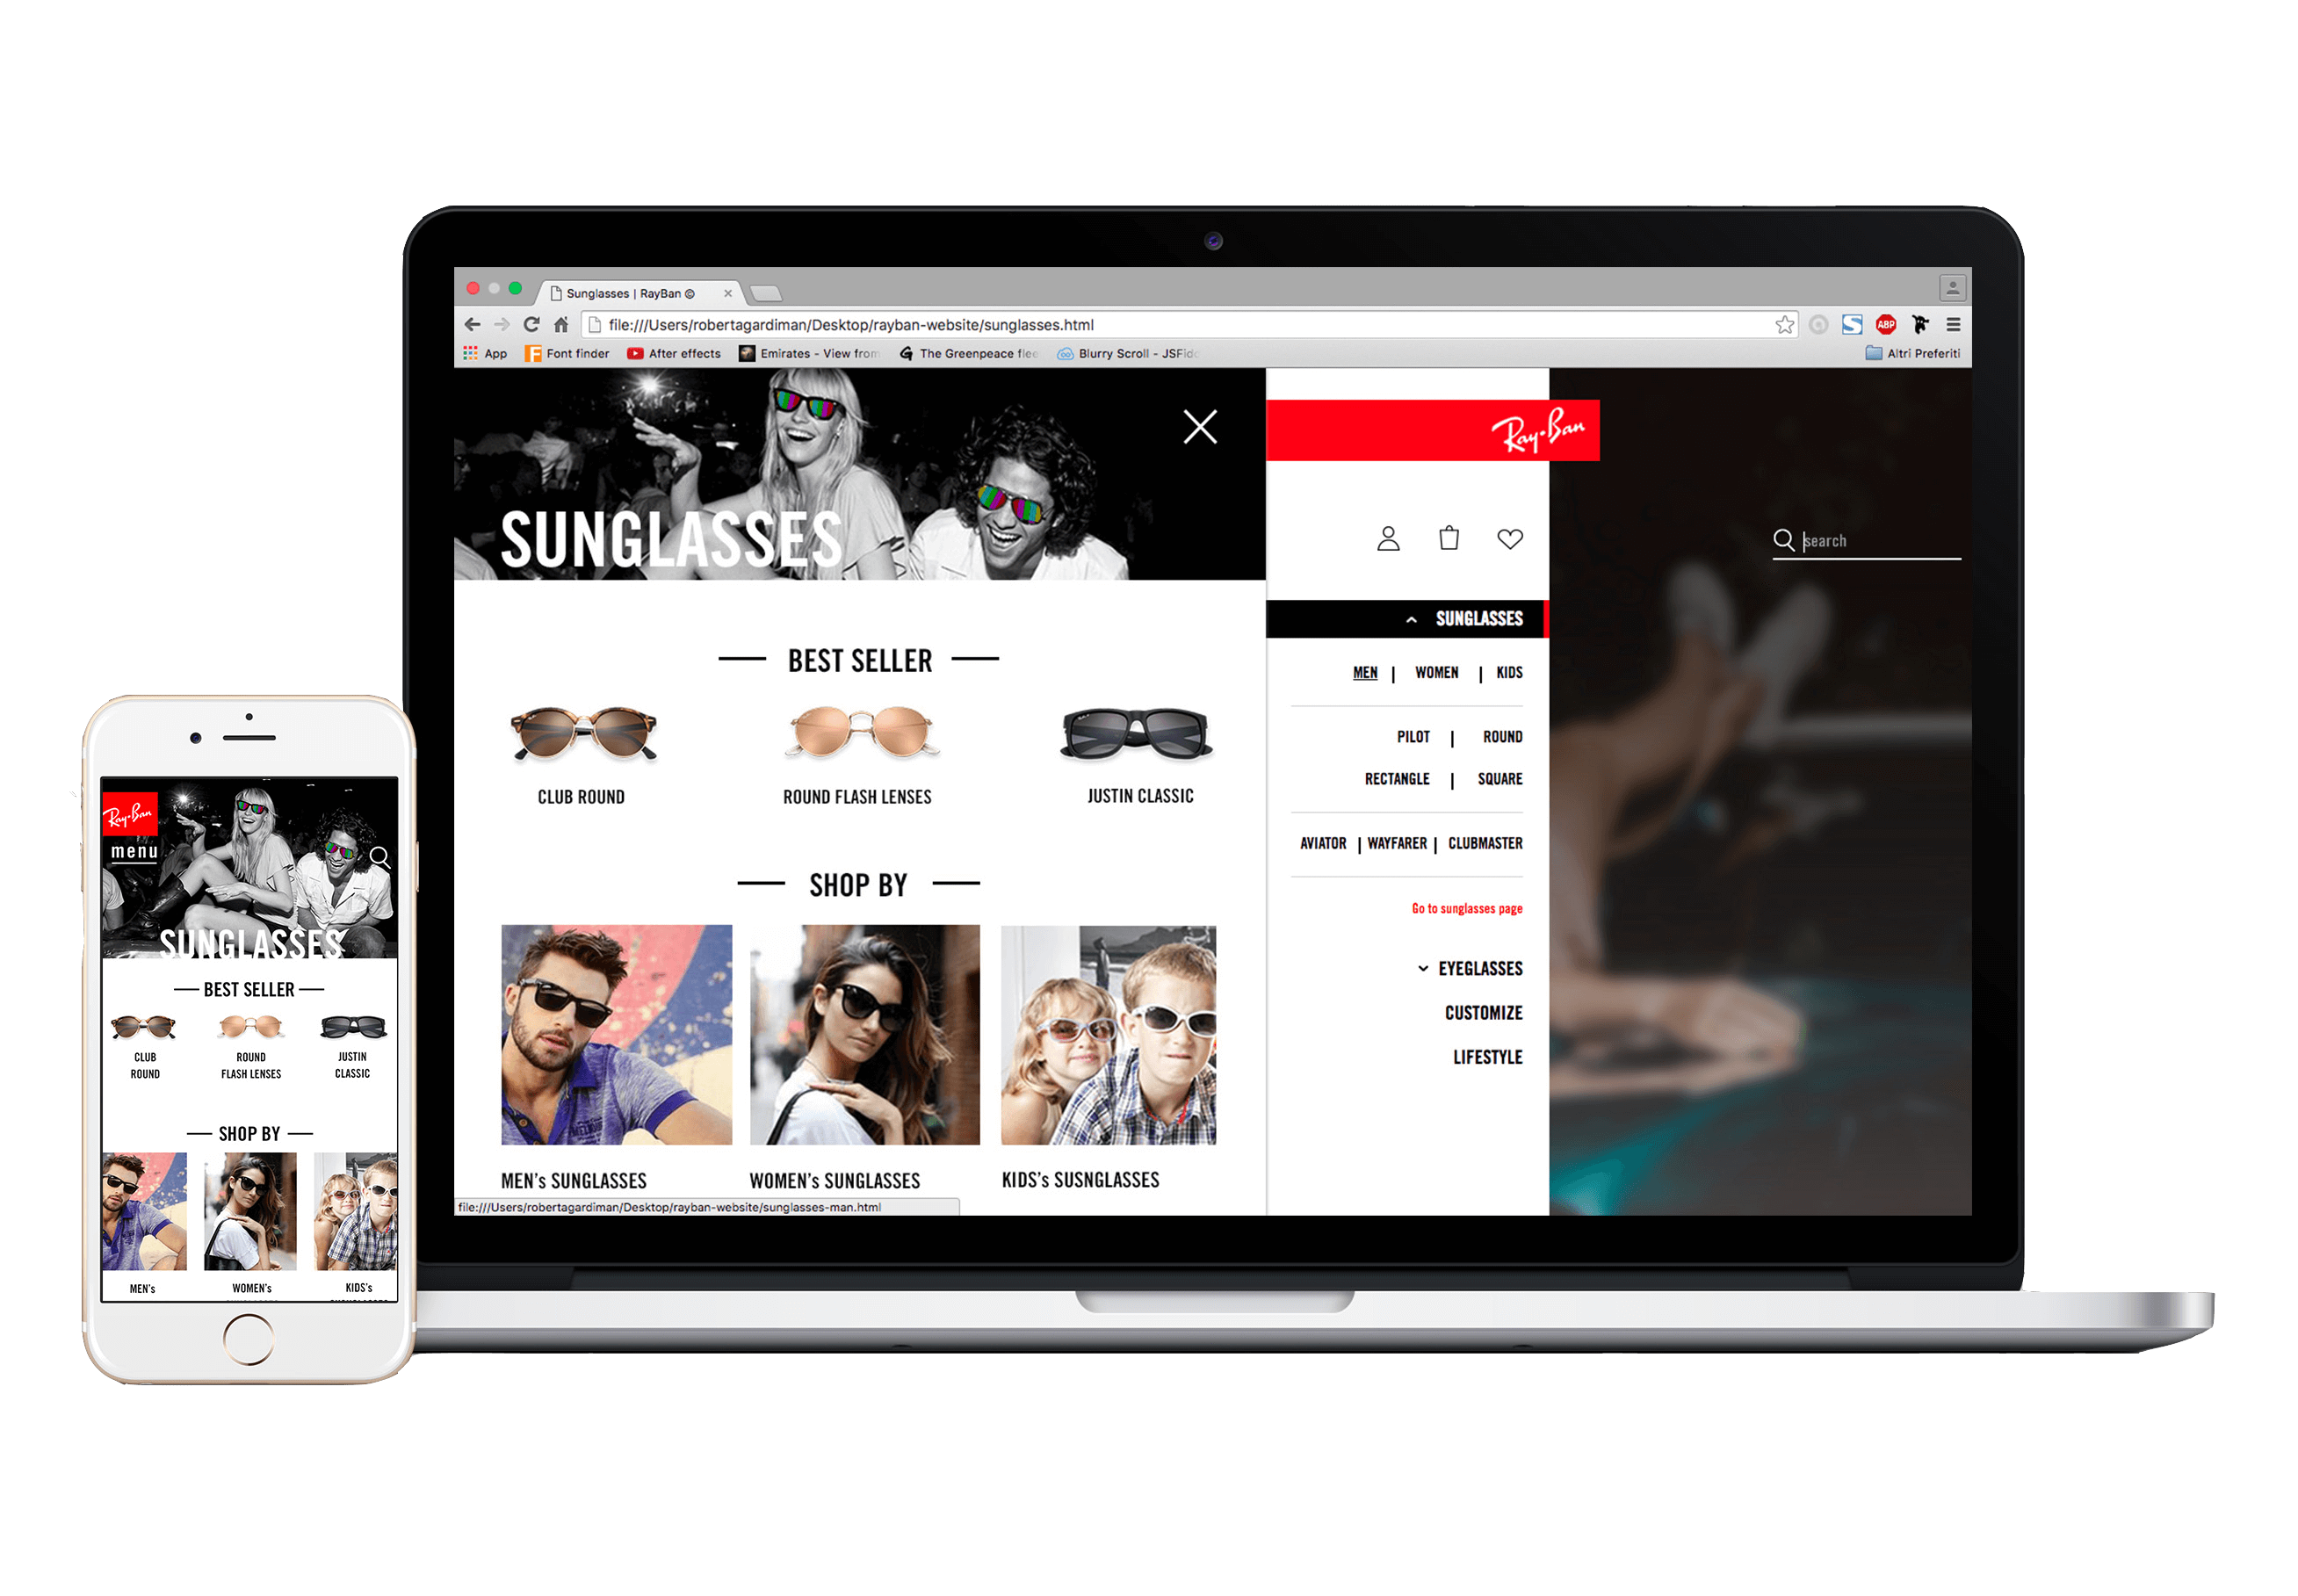 Sunglasses | RayBan ©
file:///Users/robertagardiman/Desktop/rayban-website/sunglasses.html
ABP
App
Font finder
After effects
Emirates - View from
The Greenpeace flee
Blurry Scroll - JSFidd
Altri Preferiti
SUNGLASSES
BEST SELLER
CLUB ROUND
ROUND FLASH LENSES
JUSTIN CLASSIC
SHOP BY
MEN's SUNGLASSES
WOMEN's SUNGLASSES
KIDS's SUSNGLASSES
file:///Users/robertagardiman/Desktop/rayban-website/sunglasses-man.html
Ray-Ban
SUNGLASSES
MEN | WOMEN | KIDS
PILOT | ROUND
RECTANGLE | SQUARE
AVIATOR | WAYFARER | CLUBMASTER
Go to sunglasses page
EYEGLASSES
CUSTOMIZE
LIFESTYLE
search
Ray-Ban
menu
SUNGLASSES
BEST SELLER
CLUB
ROUND
ROUND
FLASH LENSES
JUSTIN
CLASSIC
SHOP BY
MEN's
WOMEN's
KIDS's